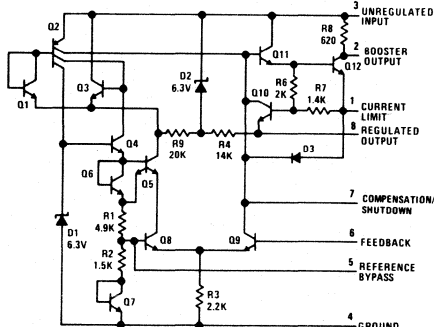 3 UNREGULATED
INPUT
R8
620
2 BOOSTER
OUTPUT
Q2
Q11
Q12
D2
6.3V
R6
2K
R7
1.4K
Q1
Q3
Q10
1 CURRENT
LIMIT
8 REGULATED
OUTPUT
Q4
R9
20K
R4
14K
D3
Q6
Q5
7 COMPENSATION/
SHUTDOWN
R1
4.9K
D1
6.3V
Q8
Q9
6 FEEDBACK
R2
1.5K
5 REFERENCE
BYPASS
Q7
R3
2.2K
4 GROUND